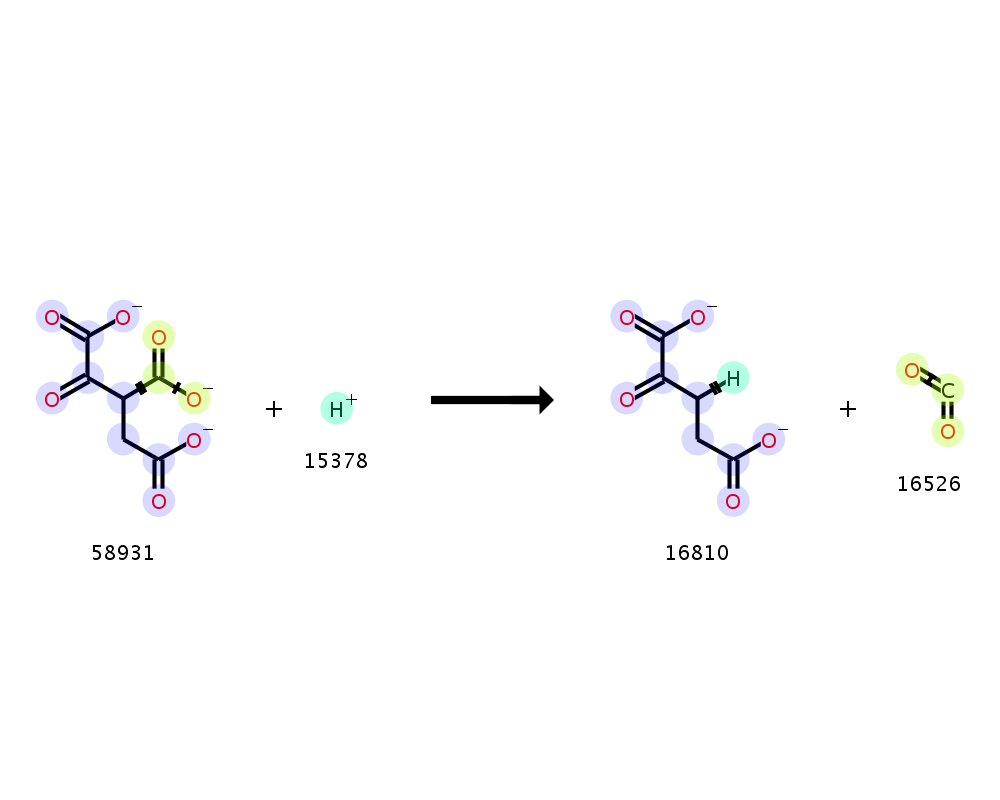 O O⁻ O H O
O O⁻ + H⁺ O + C
O⁻ 15378 O⁻ O
O O 16526
58931 16810